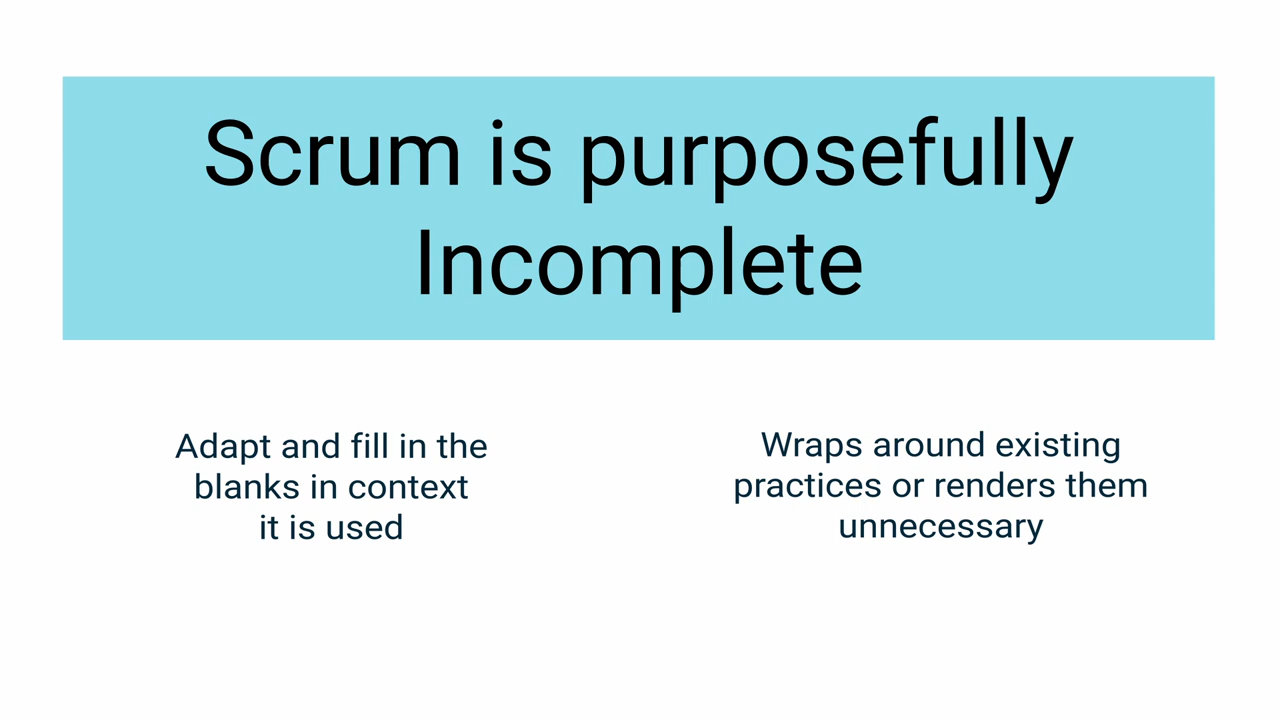 Scrum is purposefully
Incomplete
Adapt and fill in the
blanks in context
it is used
Wraps around existing
practices or renders them
unnecessary